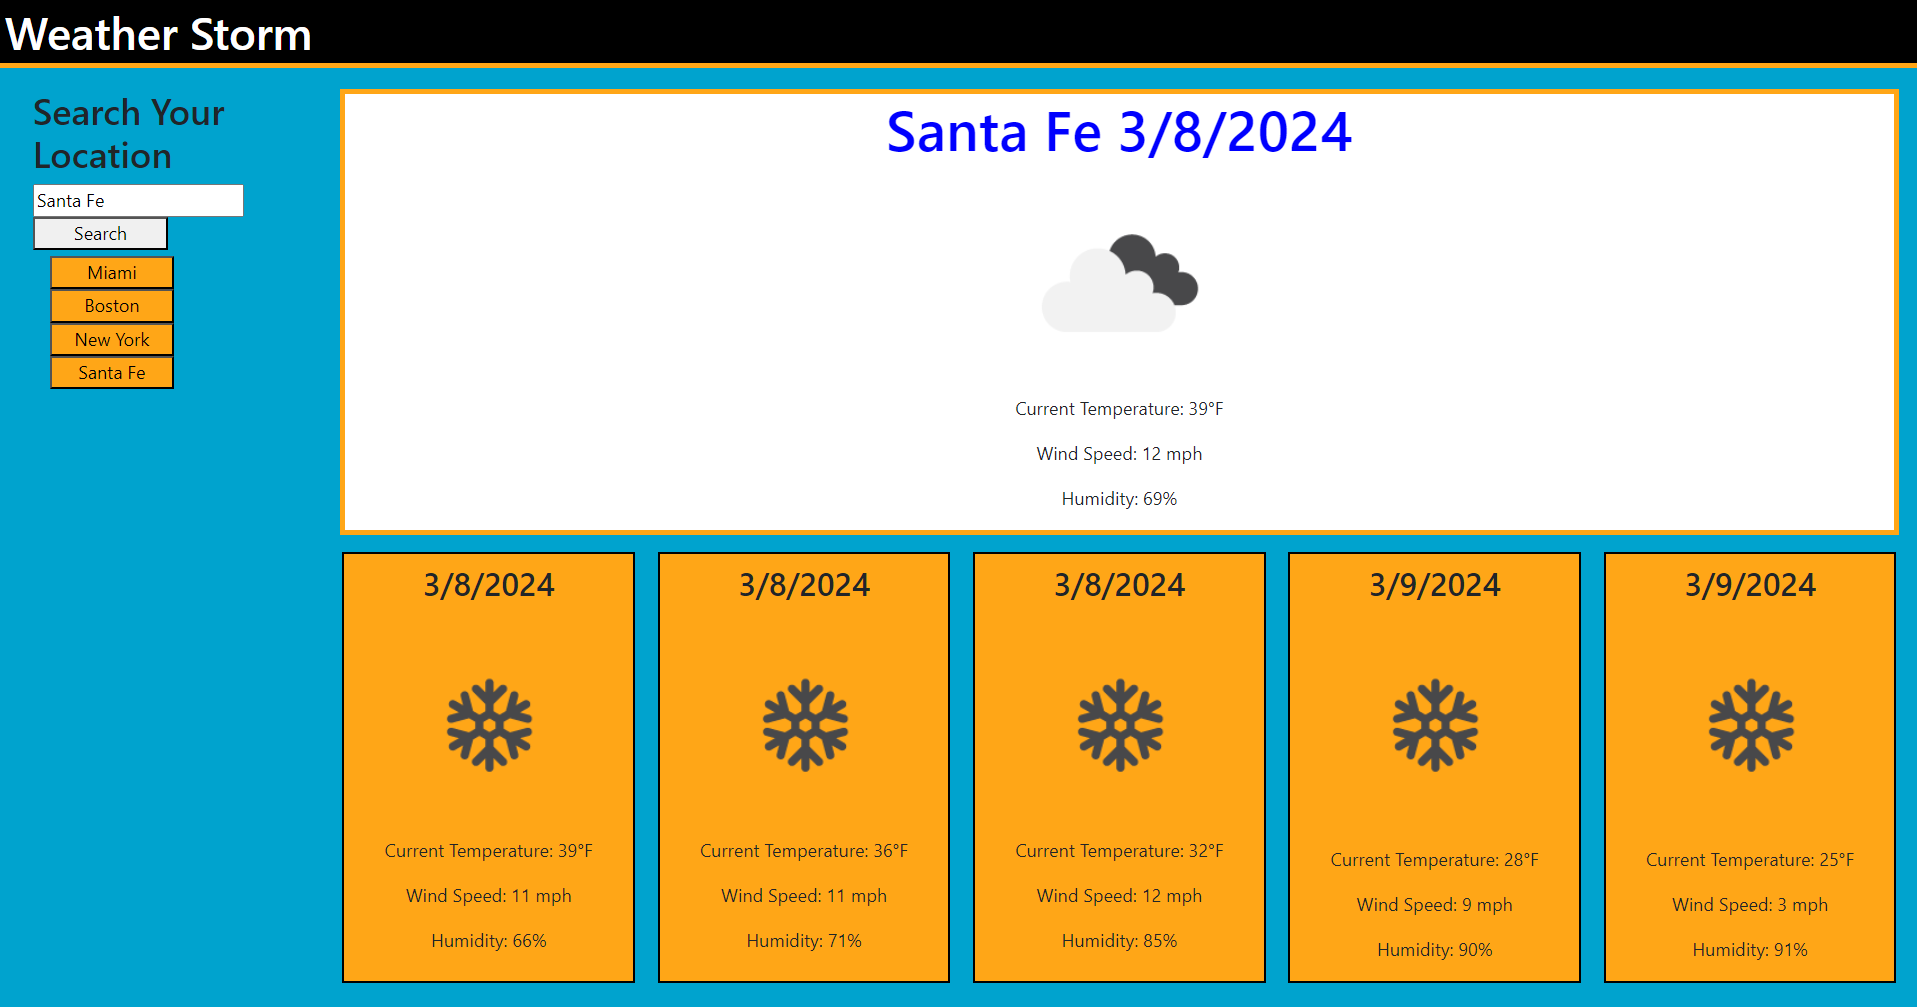 Weather Storm
Search Your
Location
Santa Fe
Search
Miami
Boston
New York
Santa Fe
Santa Fe 3/8/2024
Current Temperature: 39°F
Wind Speed: 12 mph
Humidity: 69%
3/8/2024
Current Temperature: 39°F
Wind Speed: 11 mph
Humidity: 66%
3/8/2024
Current Temperature: 36°F
Wind Speed: 11 mph
Humidity: 71%
3/8/2024
Current Temperature: 32°F
Wind Speed: 12 mph
Humidity: 85%
3/9/2024
Current Temperature: 28°F
Wind Speed: 9 mph
Humidity: 90%
3/9/2024
Current Temperature: 25°F
Wind Speed: 3 mph
Humidity: 91%